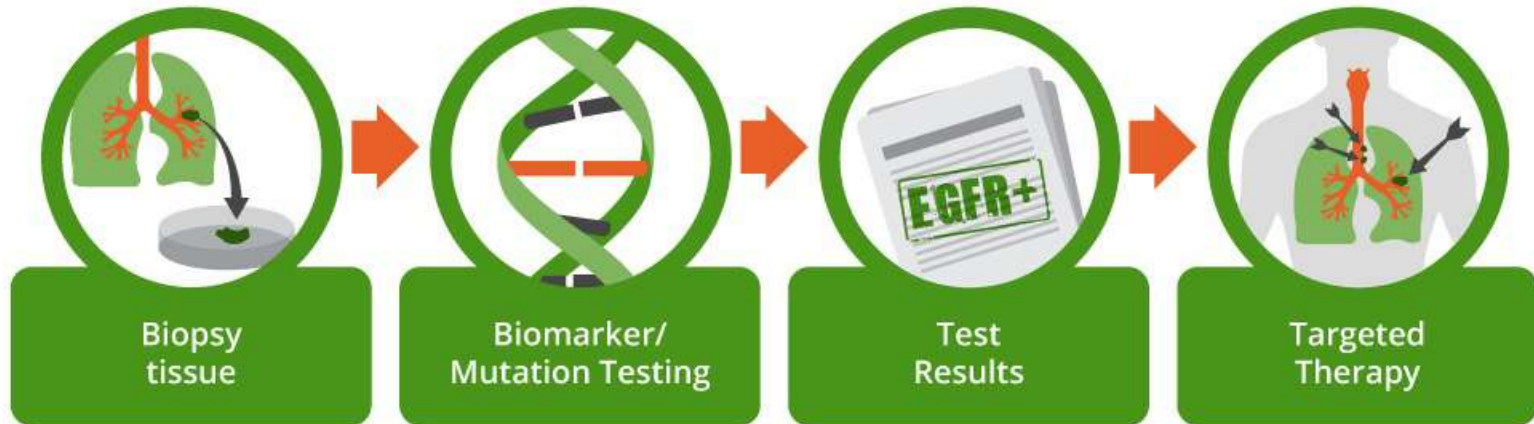 EGFR+
Biopsy
tissue
Biomarker/
Mutation Testing
Test
Results
Targeted
Therapy